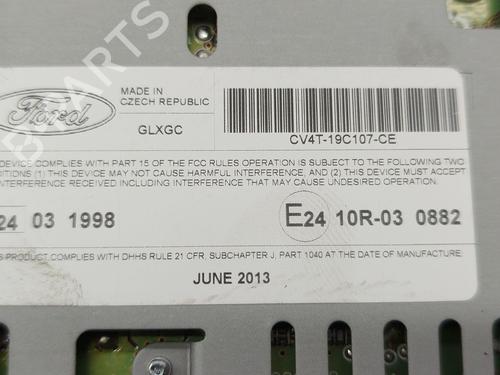 PARTS
Ford
MADE IN
CZECH REPUBLIC
GLXGC
CV4T-19C107-CE
DEVICE COMPLIES WITH PART 15 OF THE FCC RULES OPERATION IS SUBJECT TO THE FOLLOWING TWO
DITIONS (1) THIS DEVICE MAY NOT CAUSE HARMFUL INTERFERENCE, AND (2) THIS DEVICE MUST ACCEPT
INTERFERENCE RECEIVED INCLUDING INTERFERENCE THAT MAY CAUSE UNDESIRED OPERATION.
24 03 1998
E24 10R-03 0882
S PRODUCT COMPLIES WITH DHHS RULE 21 CFR, SUBCHAPTER J, PART 1040 AT THE DATE OF MANUFACTURE:
JUNE 2013